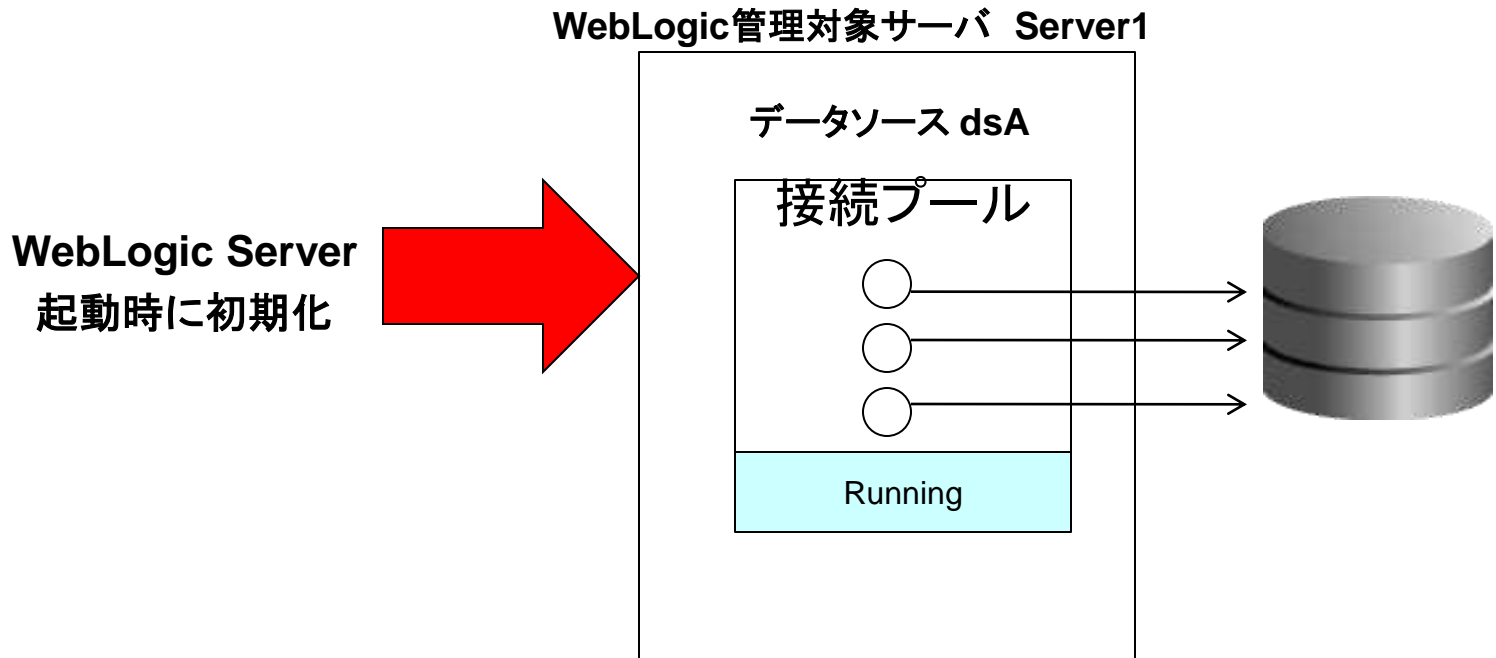 WebLogic管理対象サーバ Server1
データソース dsA
接続プール
WebLogic Server
起動時に初期化
Running